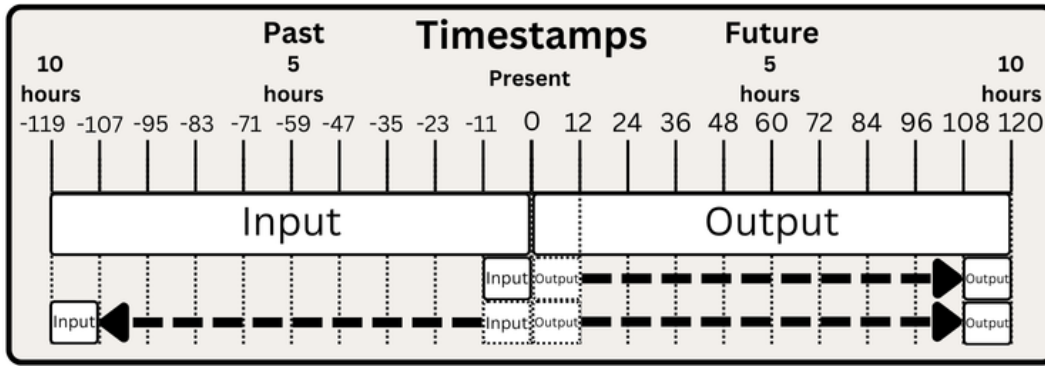 Past Timestamps Future
10 5 Present 5 10
hours hours hours hours
-119 -107 -95 -83 -71 -59 -47 -35 -23 -11 0 12 24 36 48 60 72 84 96 108 120
Input Output
Input Output Output
Input Input Output Output